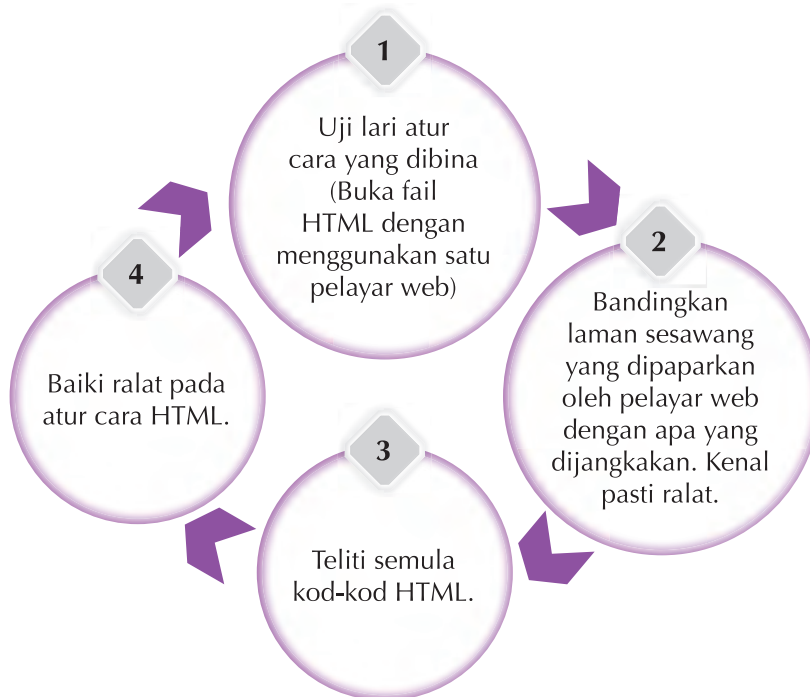 1
Uji lari atur
cara yang dibina
(Buka fail
HTML dengan
menggunakan satu
pelayar web)
2
Bandingkan
laman sesawang
yang dipaparkan
oleh pelayar web
dengan apa yang
dijangkakan. Kenal
pasti ralat.
3
Teliti semula
kod-kod HTML.
4
Baiki ralat pada
atur cara HTML.